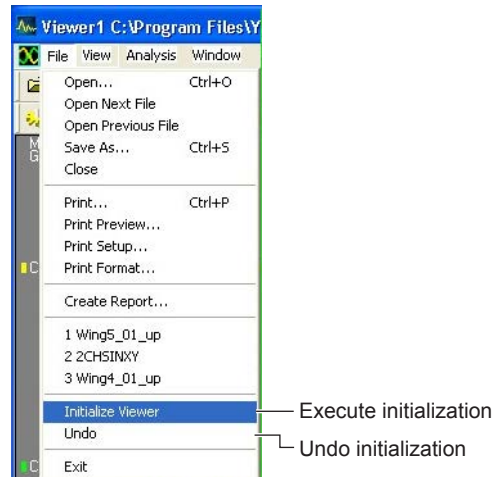 Viewer1 C:\Program Files\Y
File View Analysis Window
Open... Ctrl+O
Open Next File
Open Previous File
Save As... Ctrl+S
Close
Print... Ctrl+P
Print Preview...
Print Setup...
Print Format...
Create Report...
1 Wing5_01_up
2 2CHSINXY
3 Wing4_01_up
Initialize Viewer
Execute initialization
Undo
Undo initialization
Exit
M
G
C
C